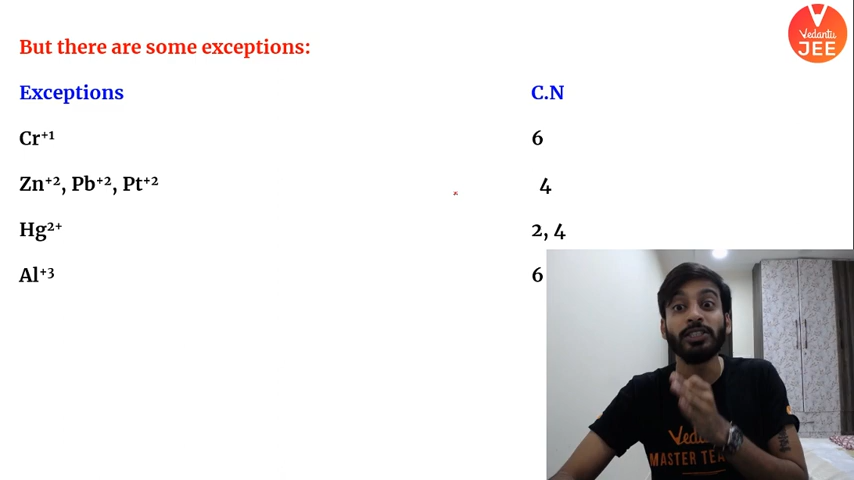 But there are some exceptions:
Vedantu
JEE
Exceptions C.N
Cr⁺¹ 6
Zn⁺², Pb⁺², Pt⁺² 4
Hg²⁺ 2, 4
Al⁺³ 6
MASTER